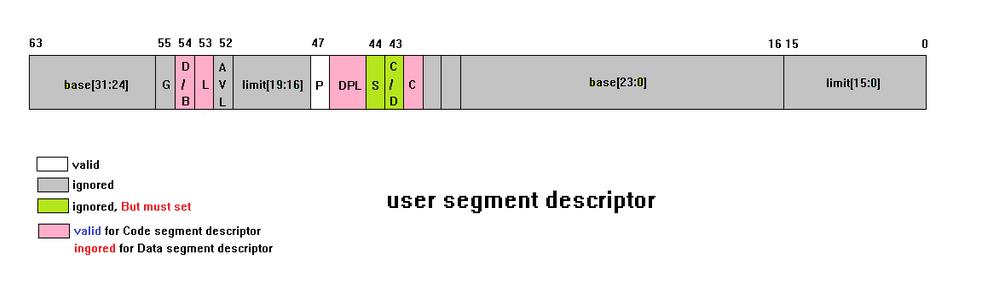 63 55 54 53 52 47 44 43 16 15 0
base[31:24] G D/B L AVL limit[19:16] P DPL S C/D C base[23:0] limit[15:0]
valid
ignored
ignored, But must set
valid for Code segment descriptor
ingored for Data segment descriptor
user segment descriptor